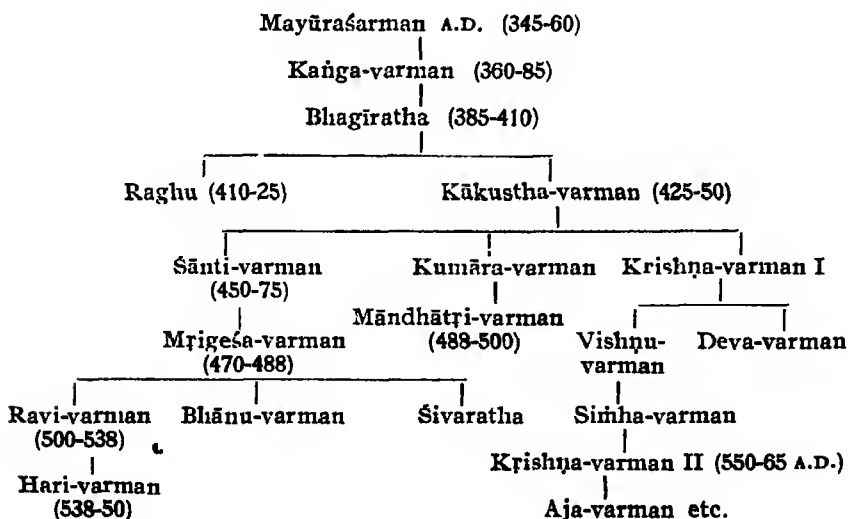 Mayūraśarman A.D. (345-60)
Kaṅga-varman (360-85)
Bhagīratha (385-410)
Raghu (410-25) Kākustha-varman (425-50)
Śānti-varman Kumāra-varman Krishṇa-varman I
(450-75)
Māndhātṛi-varman
Mṛigeśa-varman (488-500) Vishṇu- Deva-varman
(470-488) varman
Ravi-varman Bhānu-varman Śivaratha Siṁha-varman
(500-538)
Kṛishṇa-varman II (550-65 A.D.)
Hari-varman
(538-50) Aja-varman etc.